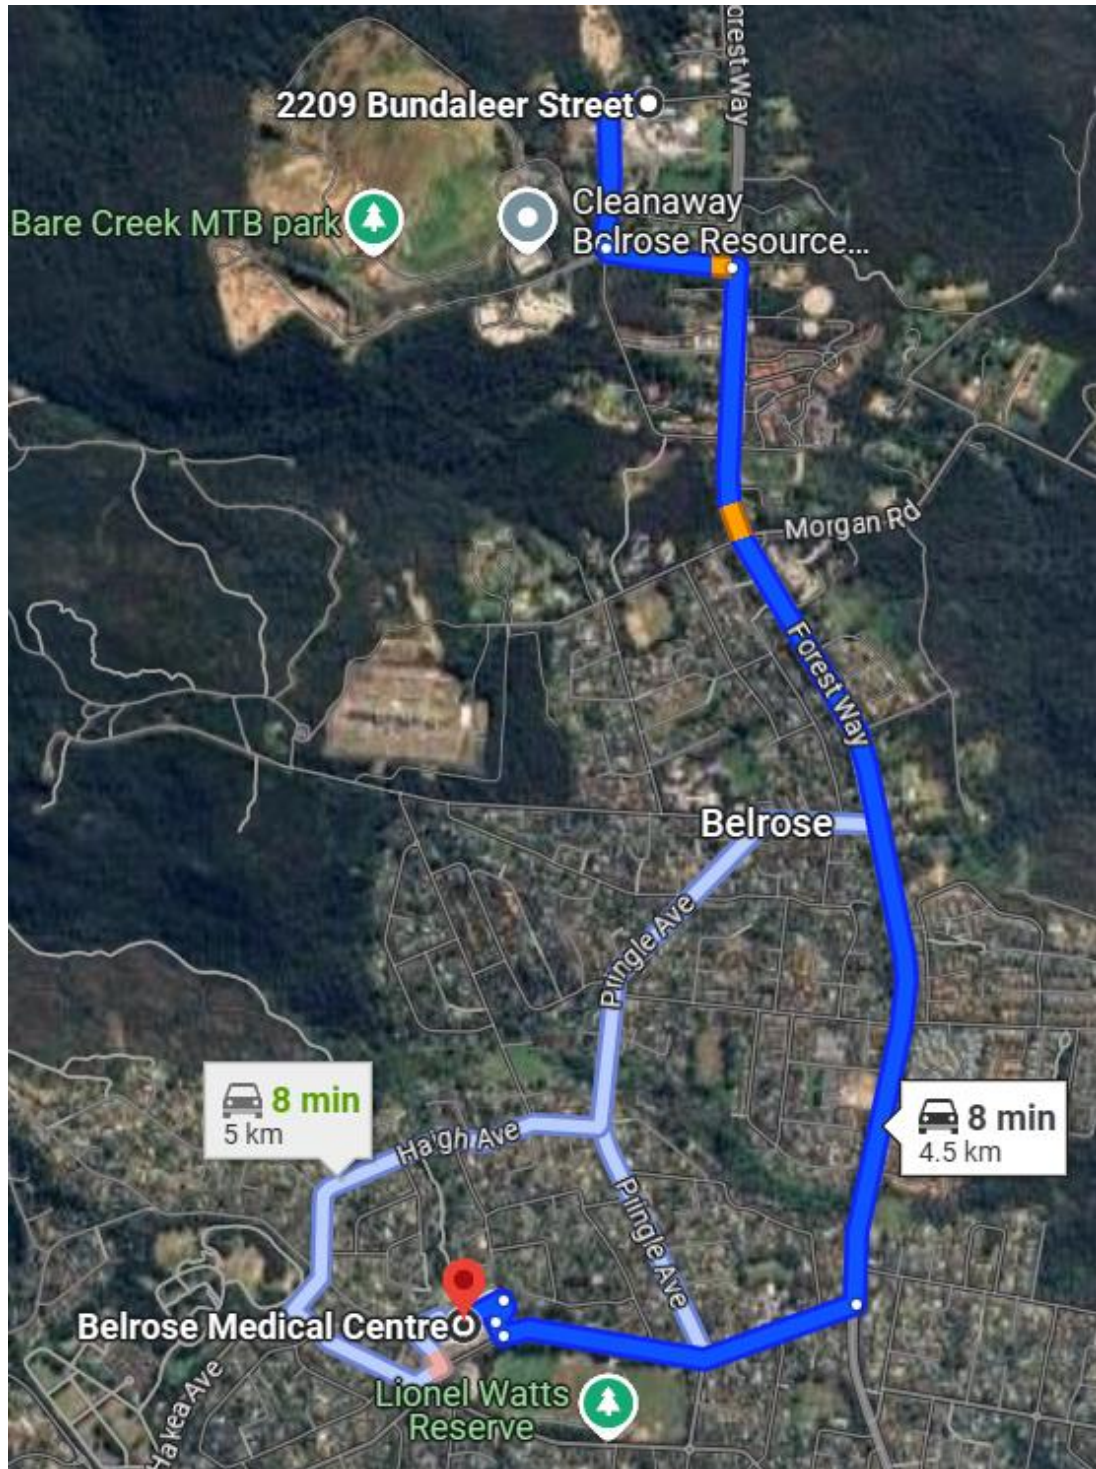 Forest Way
2209 Bundaleer Street
Bare Creek MTB park
Cleanaway
Belrose Resource...
Morgan Rd
Forest Way
Belrose
Pringle Ave
8 min
5 km
Haigh Ave
8 min
4.5 km
Pringle Ave
Belrose Medical Centre
Lionel Watts
Reserve
Hakea Ave